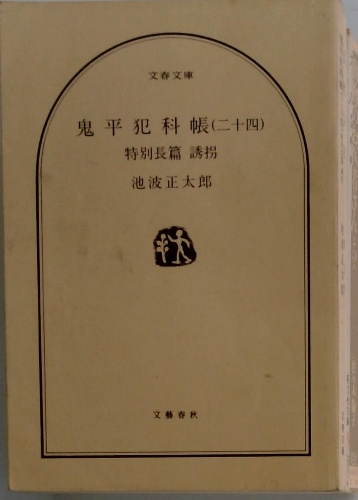 文春文庫
鬼平犯科帳(二十四)
特別長篇 誘拐
池波正太郎
文藝春秋